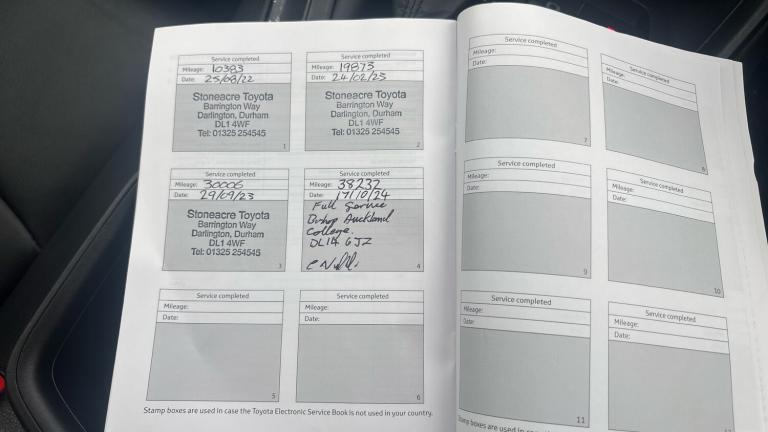 Service completed
Mileage: 10383
Date: 25/08/22
Stoneacre Toyota
Barrington Way
Darlington, Durham
DL1 4WF
Tel: 01325 254545
1
Service completed
Mileage: 19873
Date: 24/02/23
Stoneacre Toyota
Barrington Way
Darlington, Durham
DL1 4WF
Tel: 01325 254545
2
Service completed
Mileage: 30006
Date: 29/09/23
Stoneacre Toyota
Barrington Way
Darlington, Durham
DL1 4WF
Tel: 01325 254545
3
Service completed
Mileage: 38232
Date: 17/10/24
Full Service
Bishop Auckland
College.
DL14 6JZ
4
Service completed
Mileage:
Date:
5
Service completed
Mileage:
Date:
6
Stamp boxes are used in case the Toyota Electronic Service Book is not used in your country.
Service completed
Mileage:
Date:
7
Service completed
Mileage:
Date:
8
Service completed
Mileage:
Date:
9
Service completed
Mileage:
Date:
10
Service completed
Mileage:
Date:
11
Service completed
Mileage:
Date:
Stamp boxes are used in